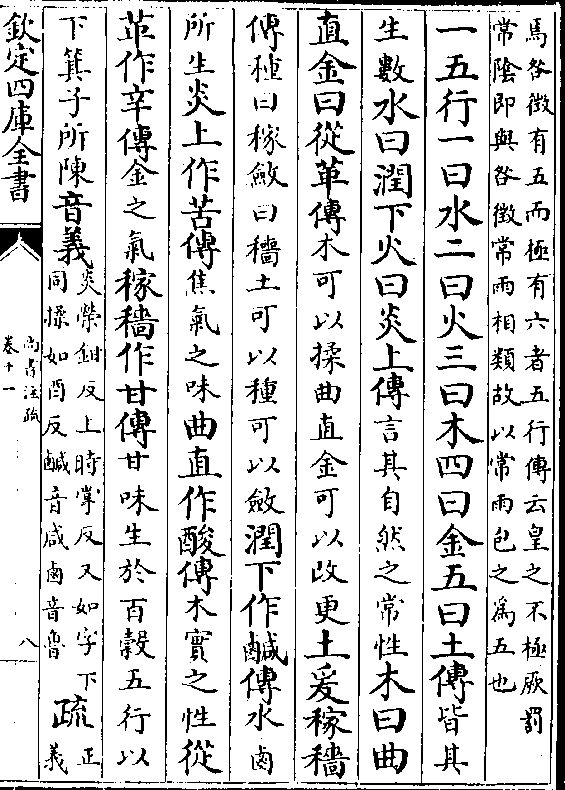 焉咎徵有五而極有六者五行傳云皇之不極厥罰
常陰即與咎徵常雨相類故以常雨包之為五也
一五行一曰水二曰火三曰木四曰金五曰土傳皆其
生數水曰潤下火曰炎上傳言其自然之常性木曰曲
直金曰從革傳木可以揉曲直金可以改更土爰稼穡
傳種曰稼斂曰穡土可以種可以斂潤下作鹹傳水鹵
所生炎上作苦傳焦氣之味曲直作酸傳木實之性從
革作辛傳金之氣稼穡作甘傳甘味生於百穀五行以
下箕子所陳音義
炎榮鉗反上時掌反又如字下
同揉如酉反鹹音咸鹵音魯
疏
正
義
欽定四庫全書
尚書注疏
卷十一
八